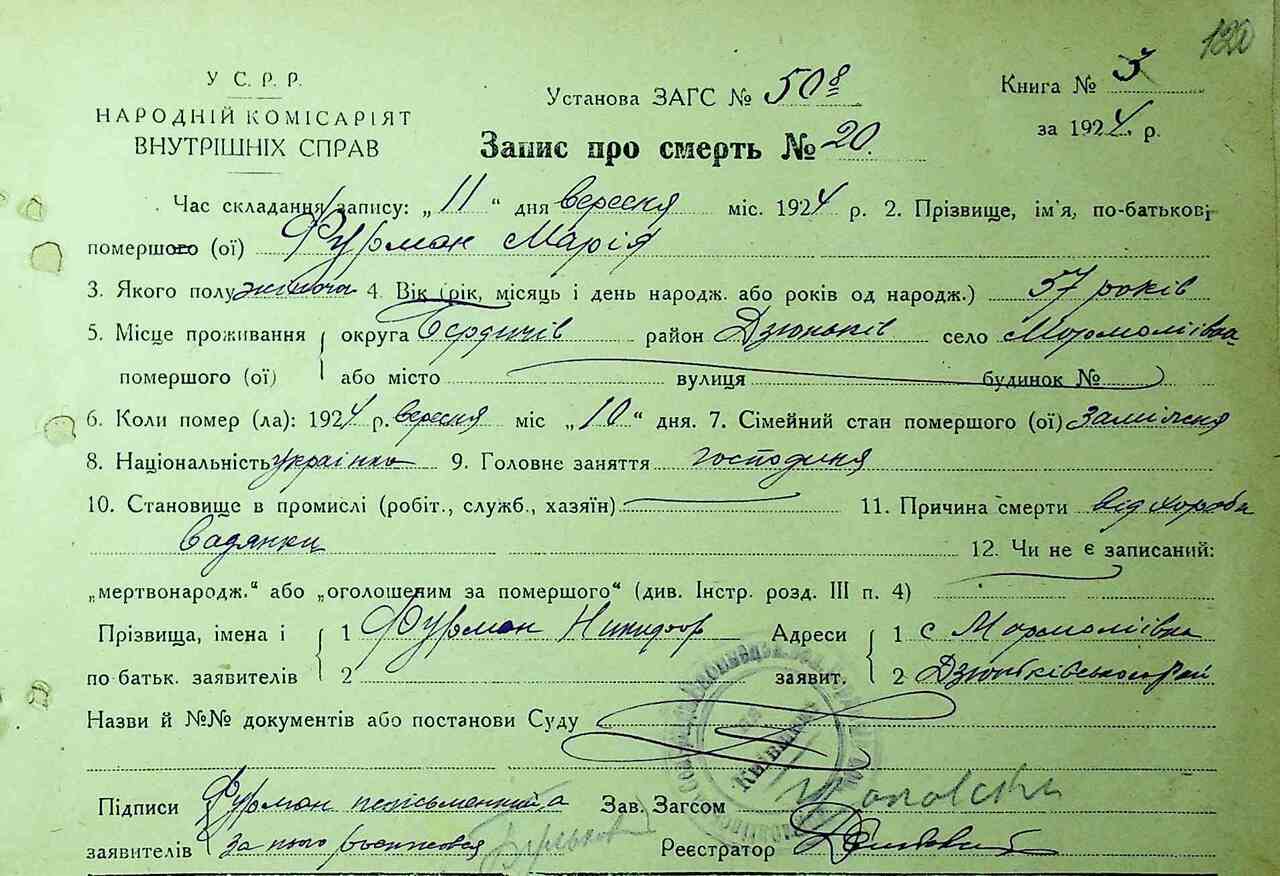 120
У С. Р. Р.
НАРОДНІЙ КОМІСАРІЯТ
ВНУТРІШНІХ СПРАВ
Установа ЗАГС № 508
Книга № 3
за 1924 р.
Запис про смерть № 20
Час складання запису: „11“ дня вересня міс. 1924 р. 2. Прізвище, ім'я, по-батькові
помершого (ої) Фурман Марія
3. Якого полу жіноча 4. Вік (рік, місяць і день народж. або років од народж.) 57 років
5. Місце проживання округа Бердичів район Дзюньків село Мормоліївка
помершого (ої) або місто вулиця будинок №
6. Коли помер (ла): 1924 р. вересня міс „10“ дня. 7. Сімейний стан помершого (ої) заміжня
8. Національність українка 9. Головне заняття господиня
10. Становище в промислі (робіт., служб., хазяїн) 11. Причина смерти від хороби
Водянки 12. Чи не є записаний:
„мертвонародж.“ або „оголошеним за помершого“ (див. Інстр. розд. III п. 4)
Прізвища, імена і 1 Фурман Никифор Адреси 1 с Мормоліївка
по батьк. заявителів 2 заявит. 2 Дзюньківського рай
Назви й №№ документів або постанови Суду
Підписи Фурман неписьменний а Зав. Загсом
заявителів за нього Реєстратор